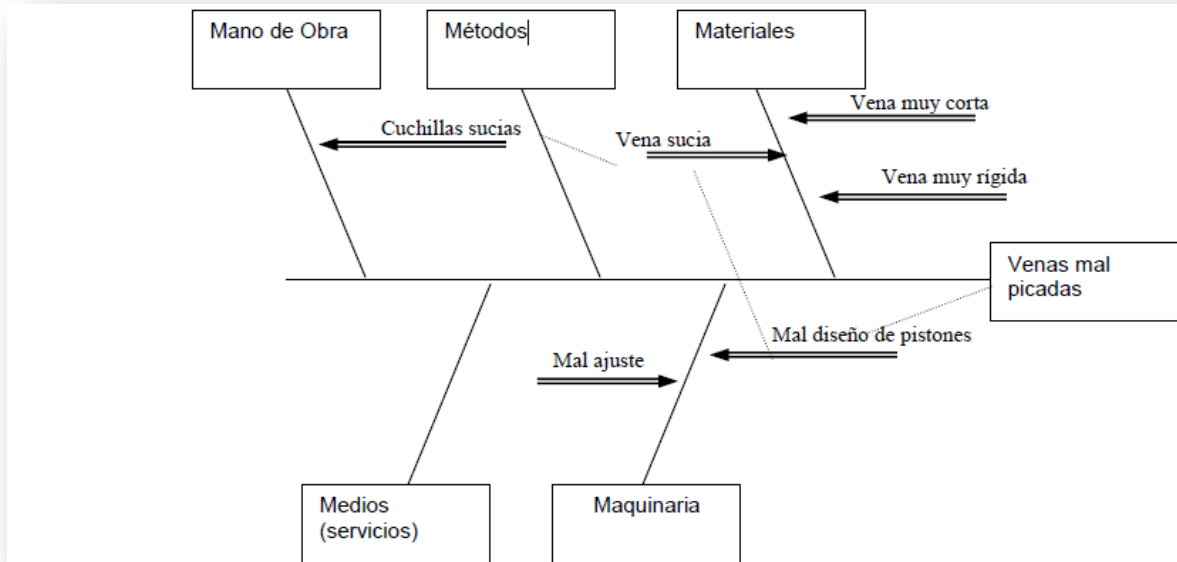 Mano de Obra
Métodos
Materiales
Vena muy corta
Cuchillas sucias
Vena sucia
Vena muy rígida
Venas mal
picadas
Mal diseño de pistones
Mal ajuste
Medios
(servicios)
Maquinaria